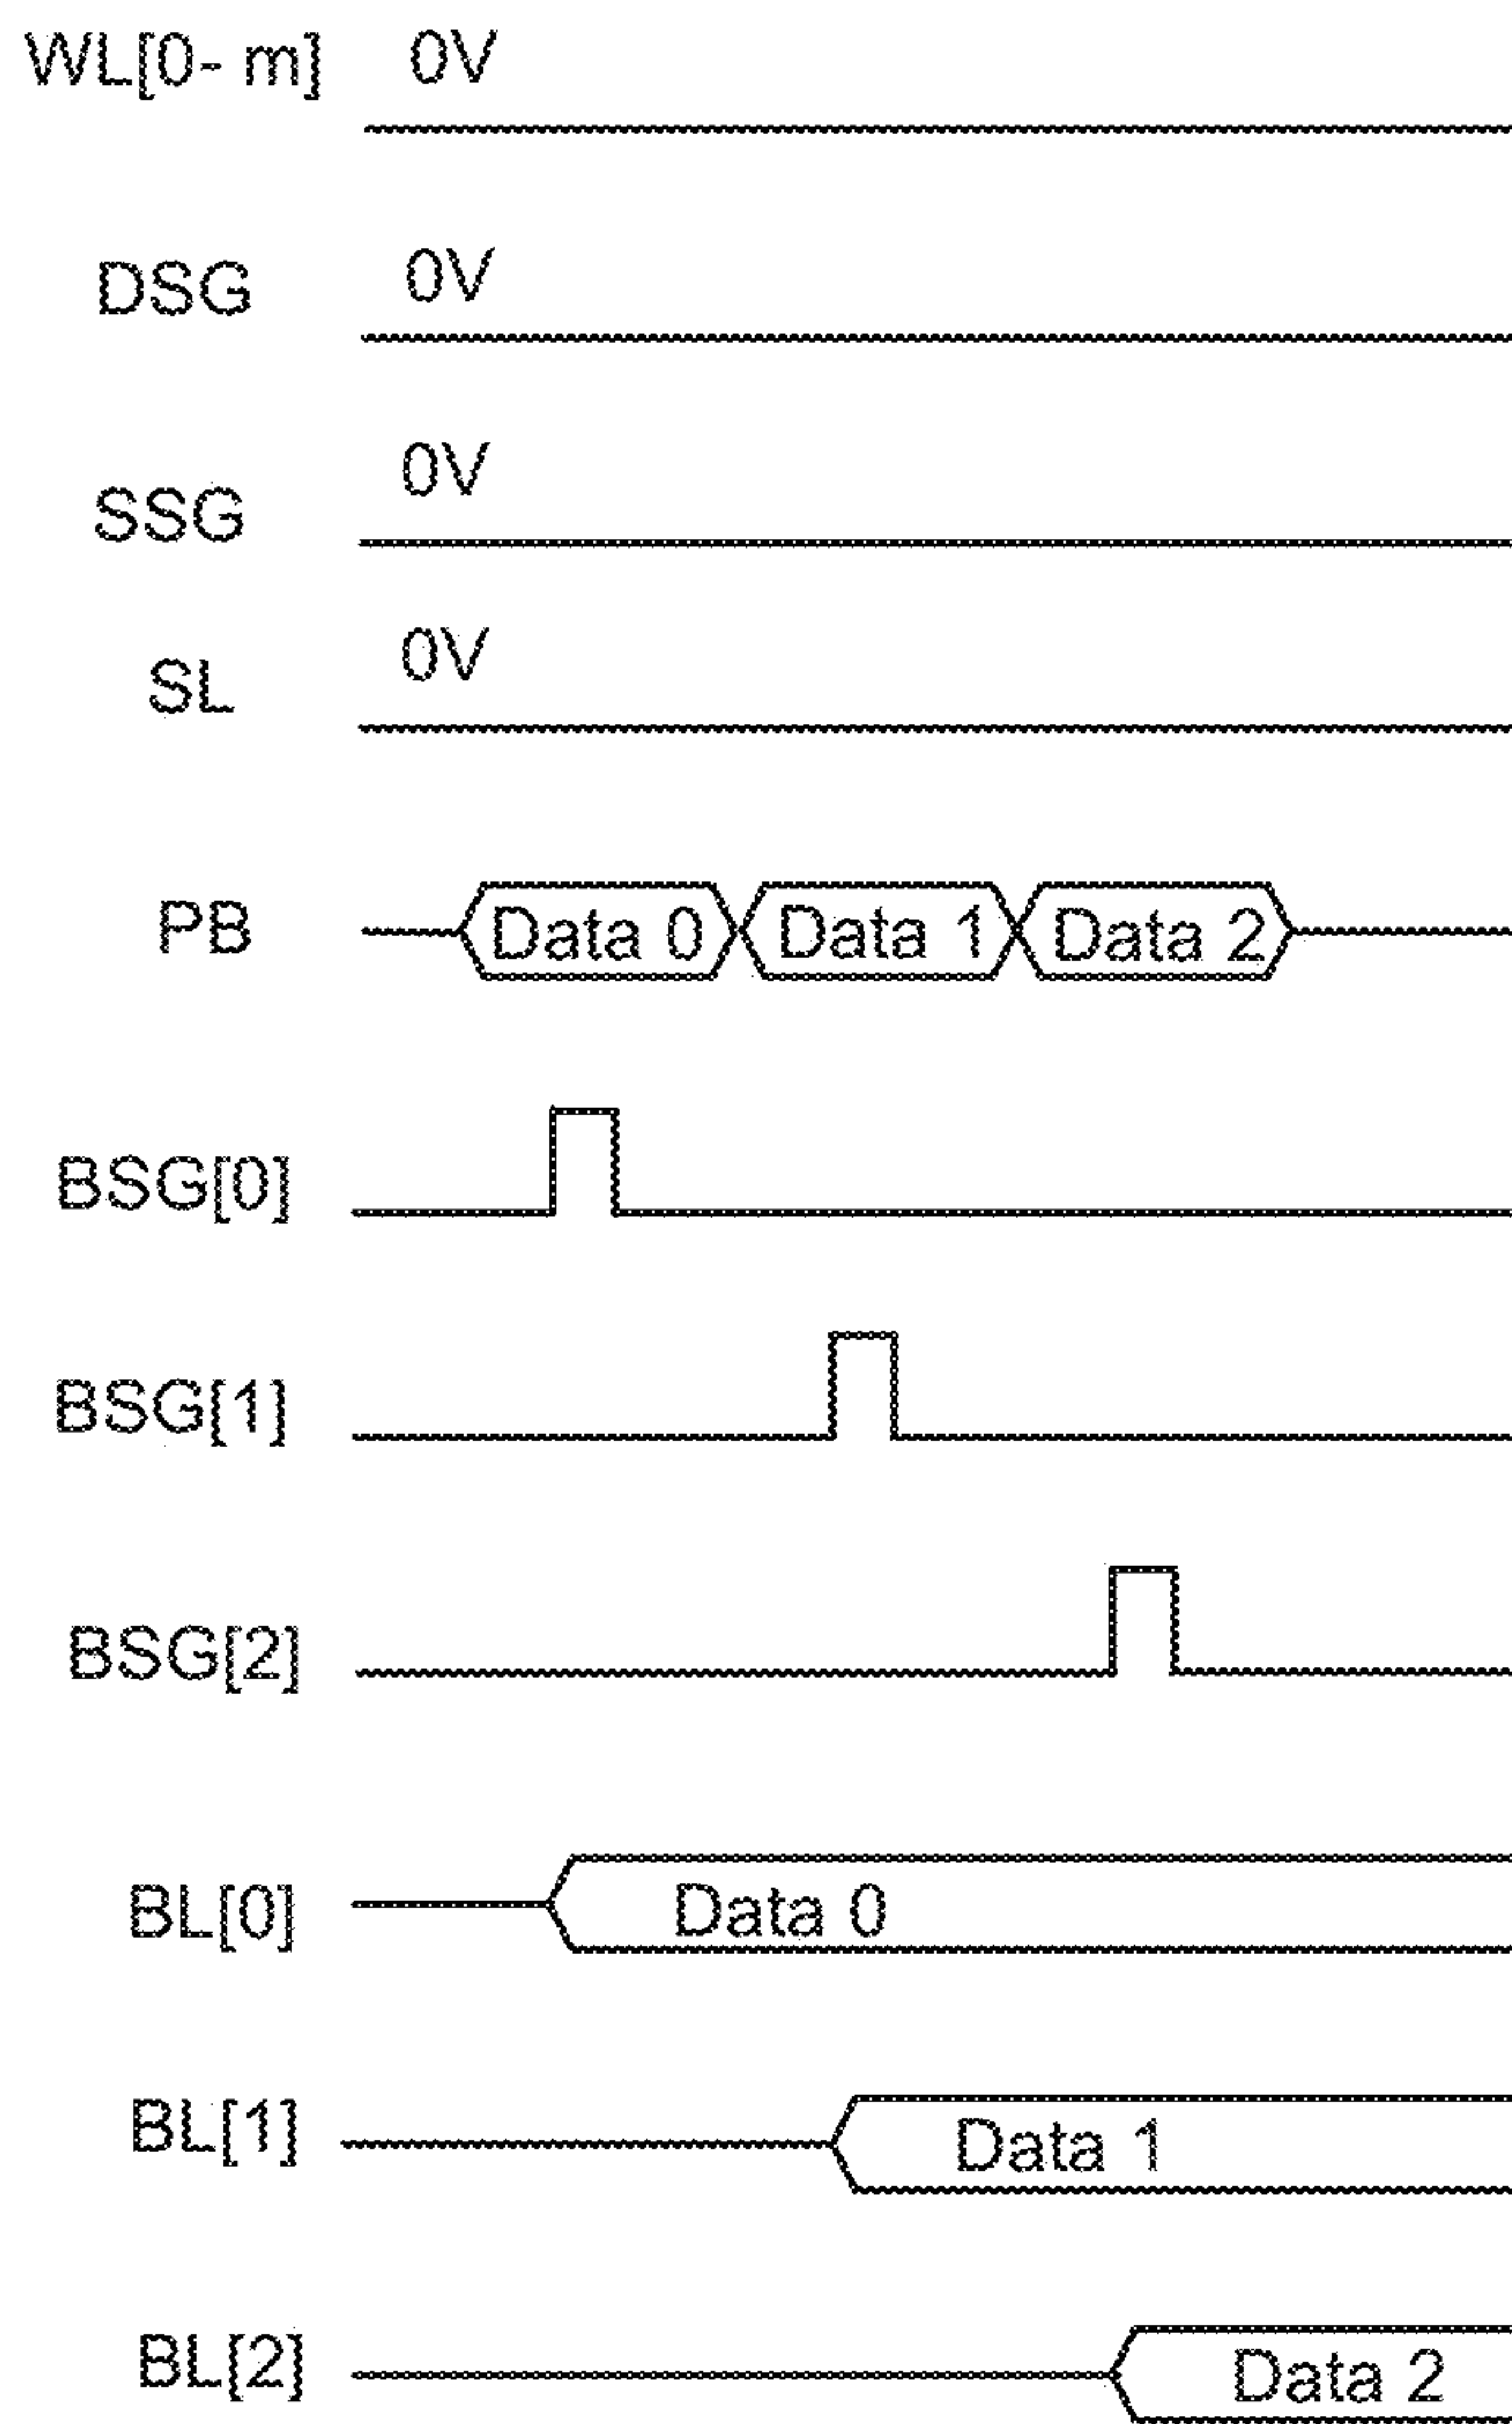 WL[0- m] 0V
DSG 0V
SSG 0V
SL 0V
PB Data 0 Data 1 Data 2
BSG[0]
BSG[1]
BSG[2]
BL[0] Data 0
BL[1] Data 1
BL[2] Data 2